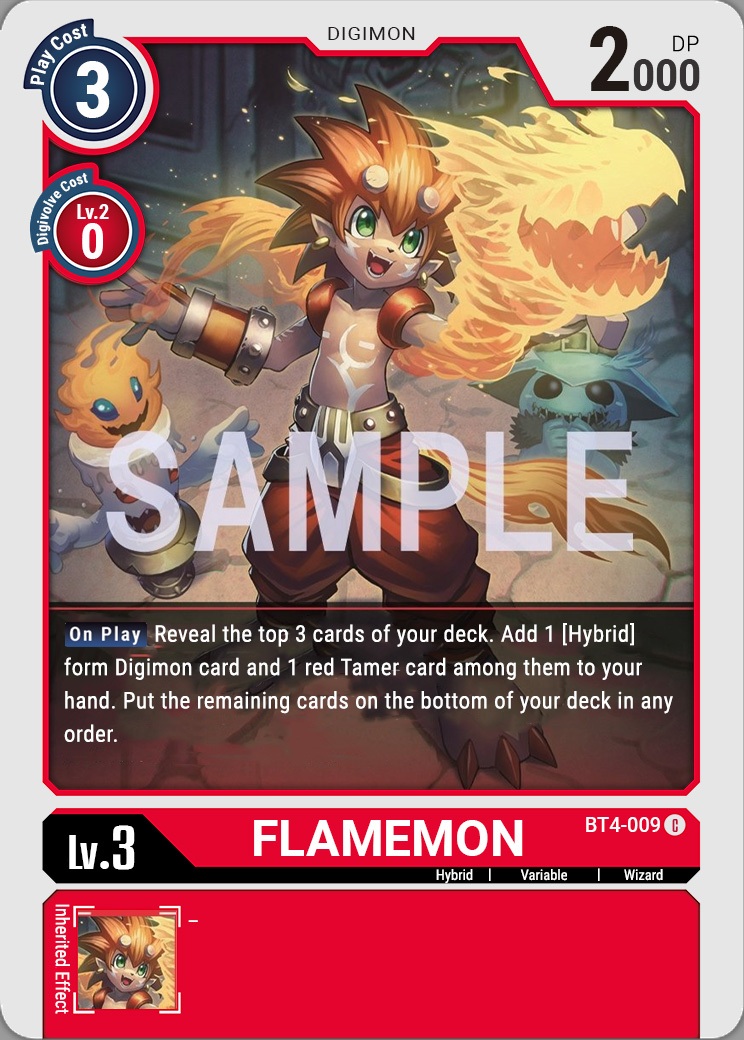 DIGIMON
Play Cost
3
DP
2000
Digivolve Cost
Lv.2
0
SAMPLE
On Play Reveal the top 3 cards of your deck. Add 1 [Hybrid]
form Digimon card and 1 red Tamer card among them to your
hand. Put the remaining cards on the bottom of your deck in any
order.
Lv.3
FLAMEMON
BT4-009 C
Hybrid | Variable | Wizard
Inherited Effect
–